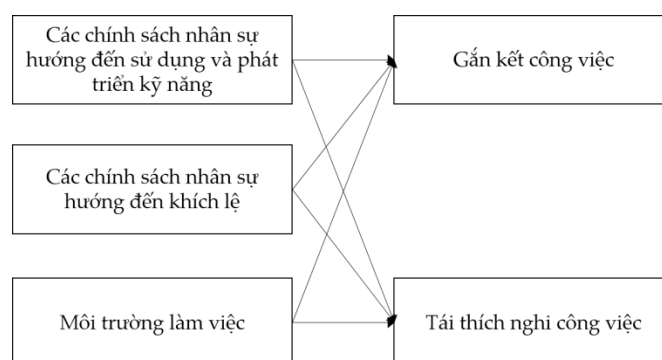 Các chính sách nhân sự
hướng đến sử dụng và phát
triển kỹ năng
Gắn kết công việc
Các chính sách nhân sự
hướng đến khích lệ
Môi trường làm việc
Tái thích nghi công việc